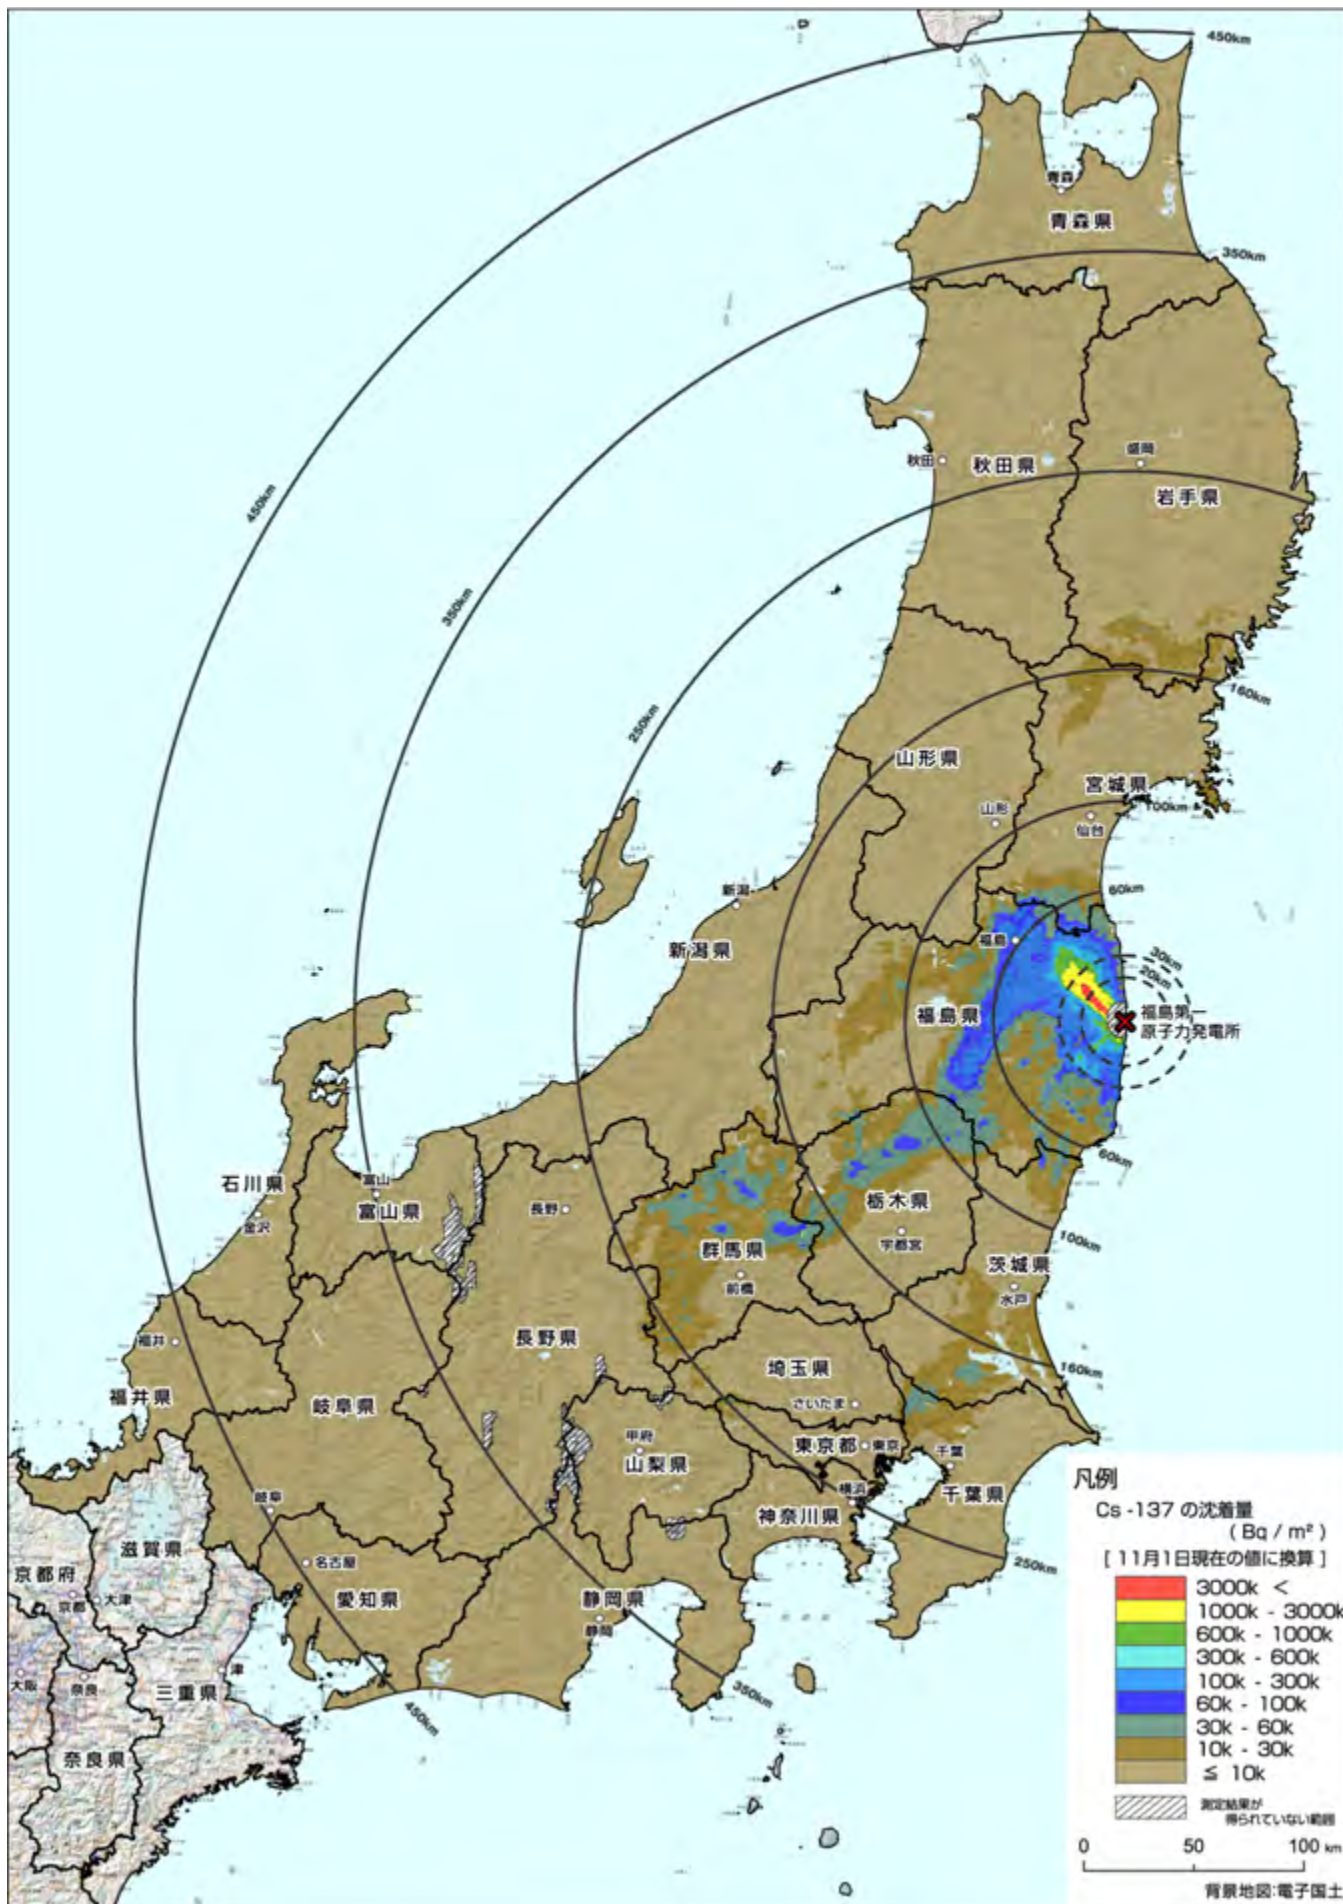 450km
青森
青森県
350km
450km
秋田
秋田県
盛岡
岩手県
350km
250km
160km
山形県
宮城県
山形
100km
仙台
新潟
60km
新潟県
福島
30km
20km
福島県
福島第一
原子力発電所
60km
石川県
富山
富山県
金沢
長野
栃木県
宇都宮
100km
群馬県
前橋
茨城県
水戸
福井
長野県
埼玉県
160km
福井県
岐阜県
さいたま
甲府
山梨県
東京都
東京
千葉
千葉県
岐阜
横浜
神奈川県
滋賀県
名古屋
250km
京都府
京都
大津
愛知県
静岡県
静岡
大阪
奈良
津
三重県
350km
450km
奈良県
凡例
Cs -137 の沈着量
( Bq / m² )
[ 11月1日現在の値に換算 ]
3000k <
1000k - 3000k
600k - 1000k
300k - 600k
100k - 300k
60k - 100k
30k - 60k
10k - 30k
≦ 10k
測定結果が
得られていない範囲
0 50 100 km
背景地図:電子国土